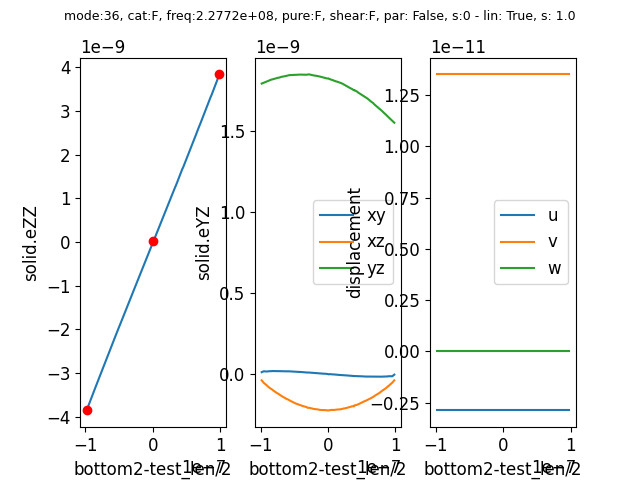 mode:36, cat:F, freq:2.2772e+08, pure:F, shear:F, par: False, s:0 - lin: True, s: 1.0
1e−9
4
3
2
1
0
−1
−2
−3
−4
solid.eZZ
−1
0
1
1e−7
bottom2-test_len/2
1e−9
1.5
1.0
0.5
0.0
solid.eYZ
xy
xz
yz
−1
0
1
1e−7
bottom2-test_len/2
1e−11
1.25
1.00
0.75
0.50
0.25
0.00
−0.25
displacement
u
v
w
−1
0
1
1e−7
bottom2-test_len/2